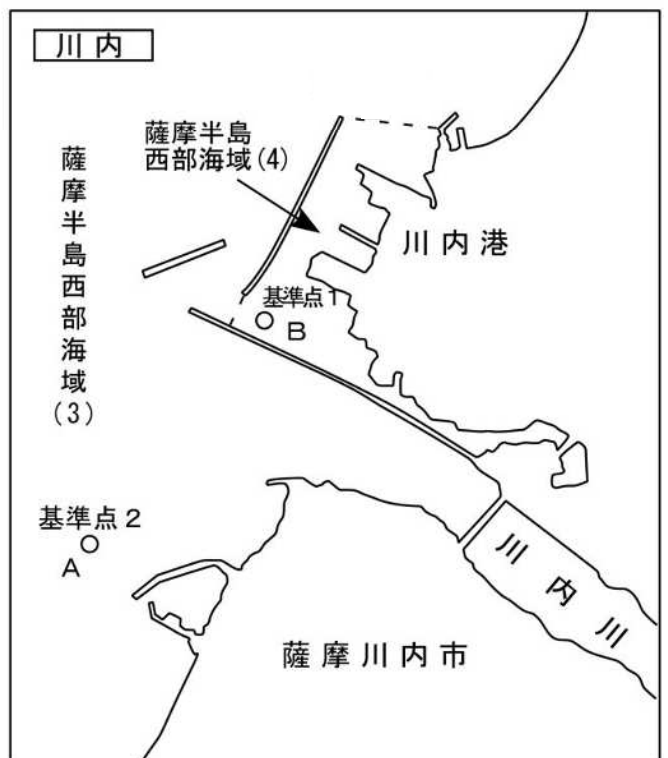 川内
薩摩半島
西部海域(4)
薩摩半島西部海域(3)
川内港
基準点1
B
基準点2
A
川内川
薩摩川内市